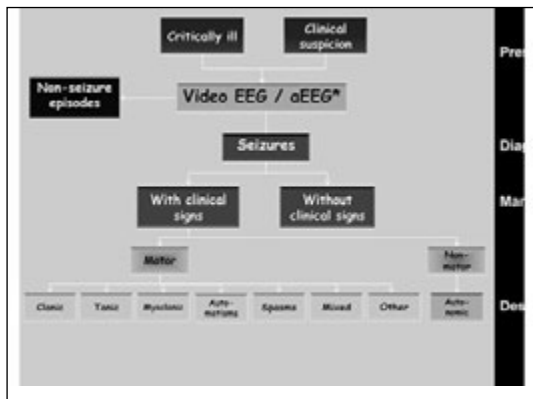 Critically ill
Clinical
suspicion
Pres
Non-seizure
episodes
Video EEG / aEEG*
Seizures
Diag
With clinical
signs
Without
clinical signs
Man
Motor
Non-
motor
Clonic
Tonic
Myoclonic
Auto-
matisms
Spasms
Mixed
Other
Auto-
nomic
Des